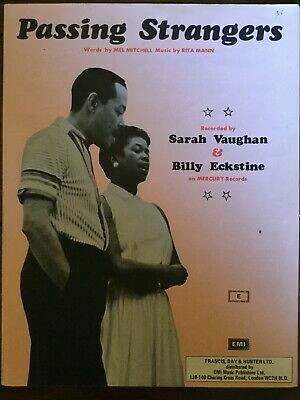 Passing Strangers
Words by MEL MITCHELL Music by RITA MANN
Recorded by
Sarah Vaughan
&
Billy Eckstine
on MERCURY Records
E
EMI
FRANCIS, DAY & HUNTER LTD.
distributed by
EMI Music Publishing Ltd.
138-140 Charing Cross Road, London WC2H 0LD